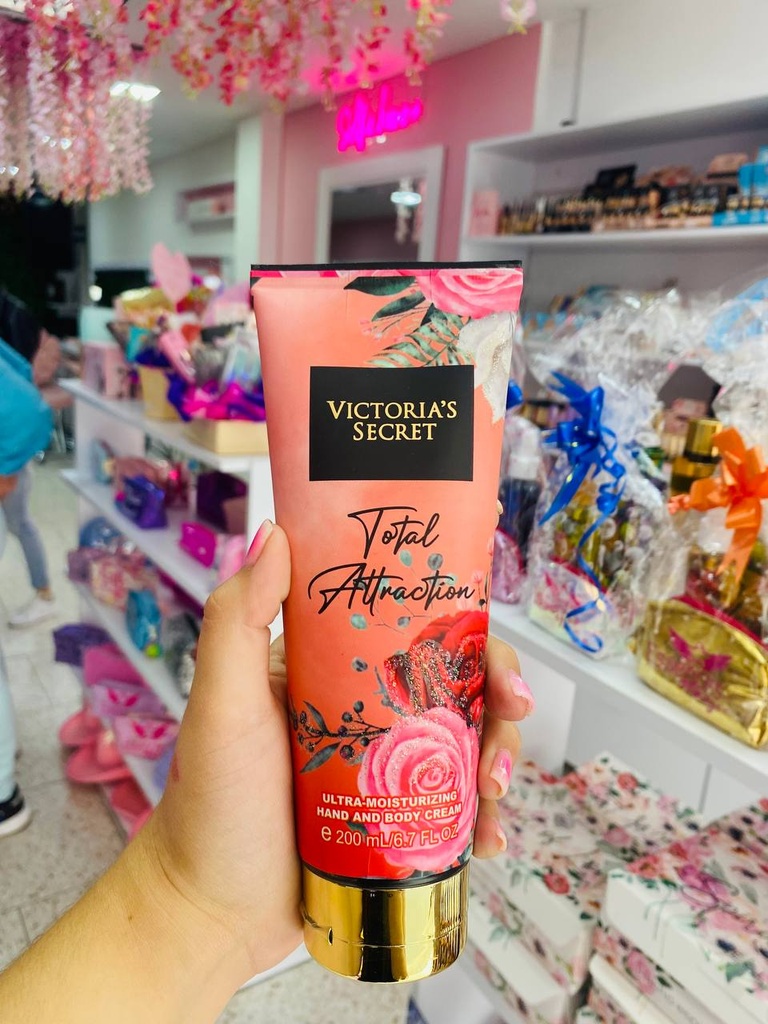 VICTORIA'S
SECRET
Total
Attraction
ULTRA-MOISTURIZING
HAND AND BODY CREAM
e 200 mL/6.7 FL OZ